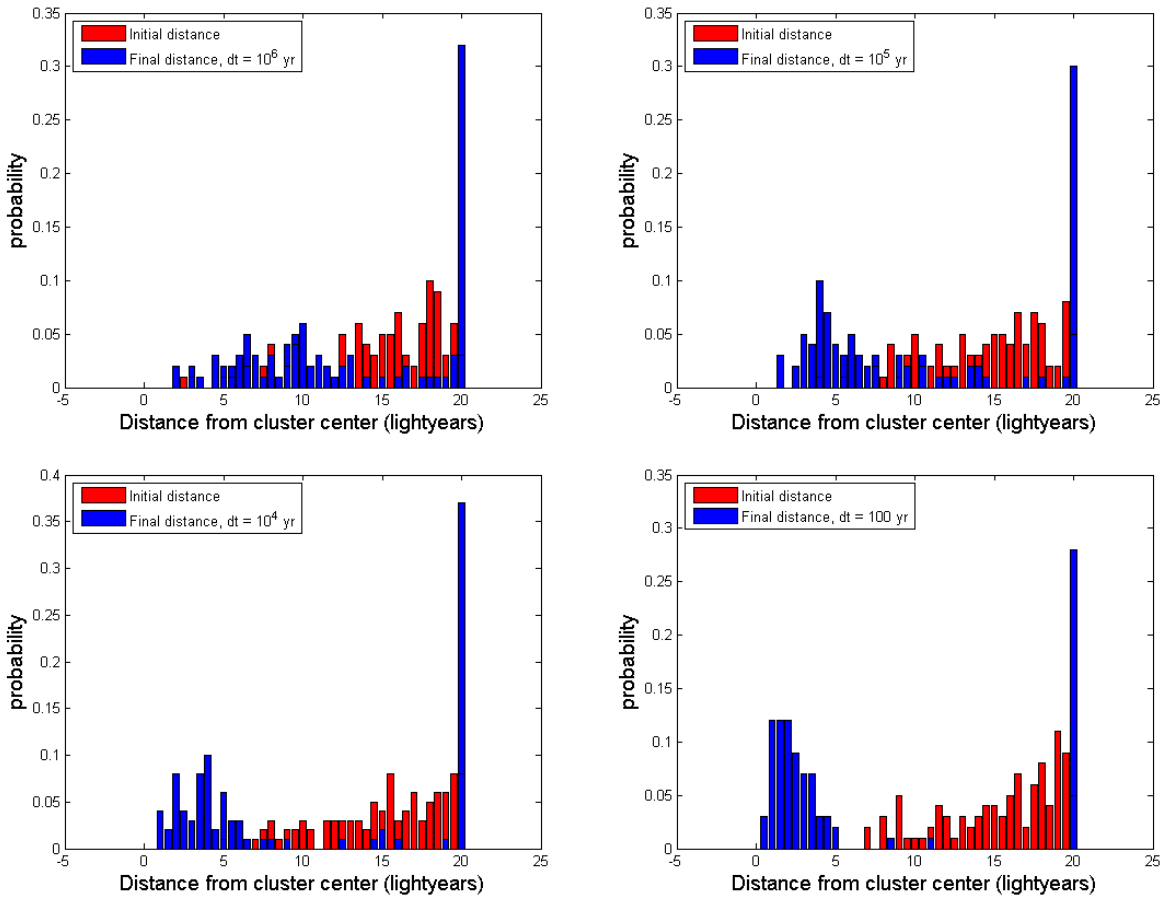 0.35
0.3
0.25
0.2
0.15
0.1
0.05
0
probability
Initial distance
Final distance, dt = 10^6 yr
-5 0 5 10 15 20 25
Distance from cluster center (lightyears)
0.35
0.3
0.25
0.2
0.15
0.1
0.05
0
probability
Initial distance
Final distance, dt = 10^5 yr
-5 0 5 10 15 20 25
Distance from cluster center (lightyears)
0.4
0.35
0.3
0.25
0.2
0.15
0.1
0.05
0
probability
Initial distance
Final distance, dt = 10^4 yr
-5 0 5 10 15 20 25
Distance from cluster center (lightyears)
0.35
0.3
0.25
0.2
0.15
0.1
0.05
0
probability
Initial distance
Final distance, dt = 100 yr
-5 0 5 10 15 20 25
Distance from cluster center (lightyears)